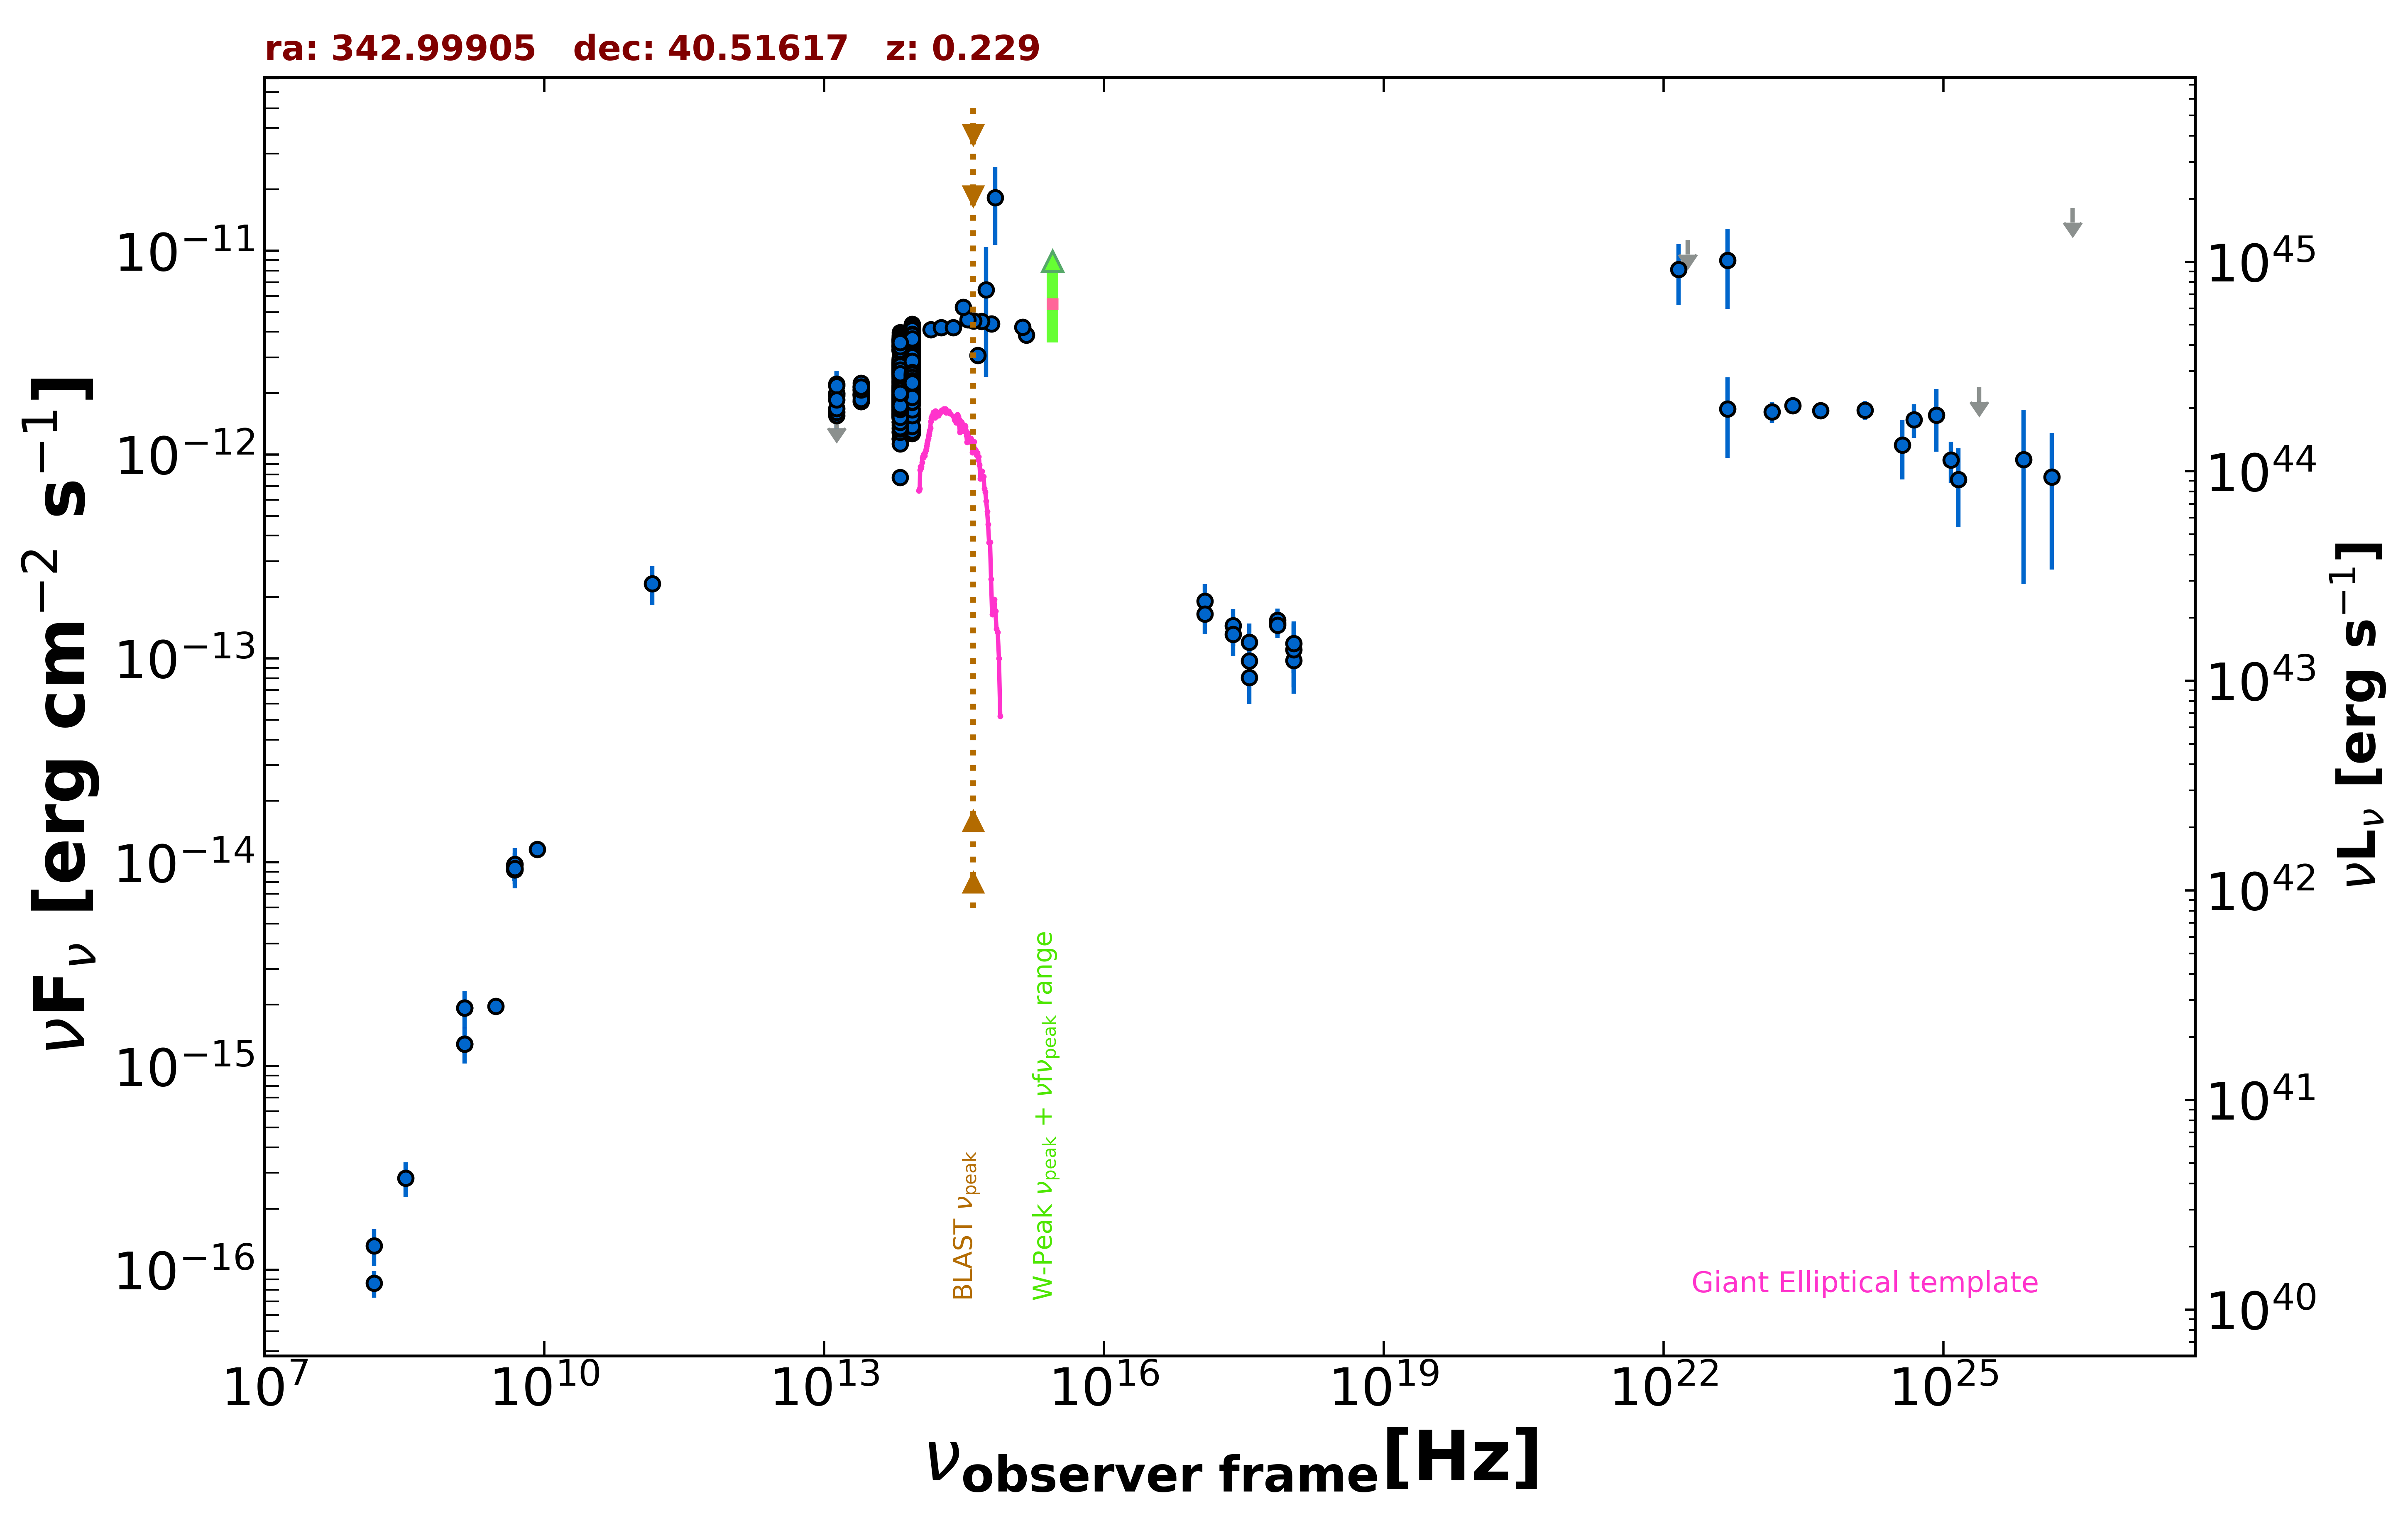 ra: 342.99905   dec: 40.51617   z: 0.229
νFν [erg cm⁻² s⁻¹]
10⁻¹¹
10⁻¹²
10⁻¹³
10⁻¹⁴
10⁻¹⁵
10⁻¹⁶
BLAST νpeak
W-Peak νpeak + νfνpeak range
Giant Elliptical template
10⁴⁵
10⁴⁴
10⁴³
10⁴²
10⁴¹
10⁴⁰
νLν [erg s⁻¹]
10⁷ 10¹⁰ 10¹³ 10¹⁶ 10¹⁹ 10²² 10²⁵
νobserver frame[Hz]